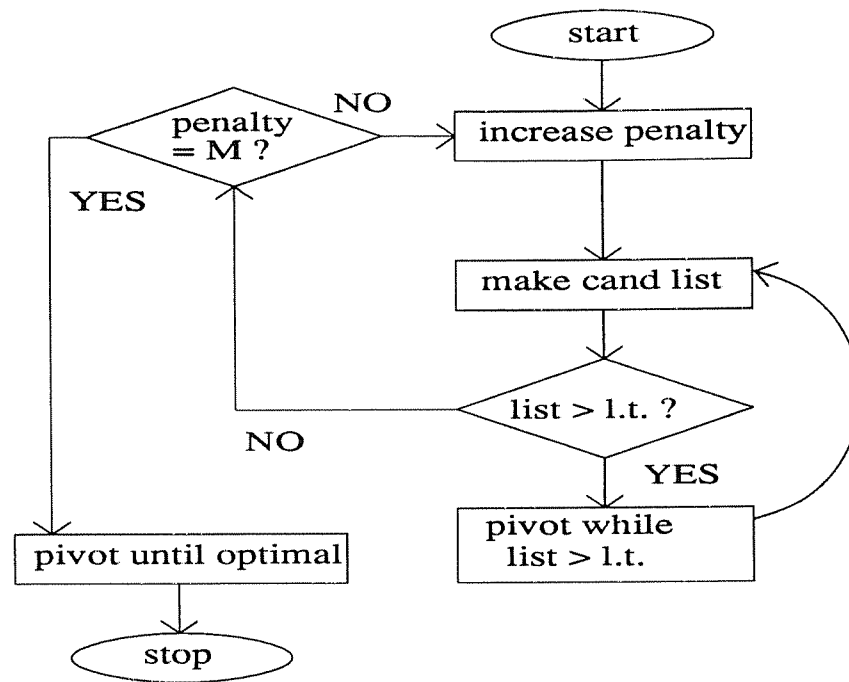 start
NO
penalty
= M ?
increase penalty
YES
make cand list
list > l.t. ?
NO
YES
pivot while
list > l.t.
pivot until optimal
stop